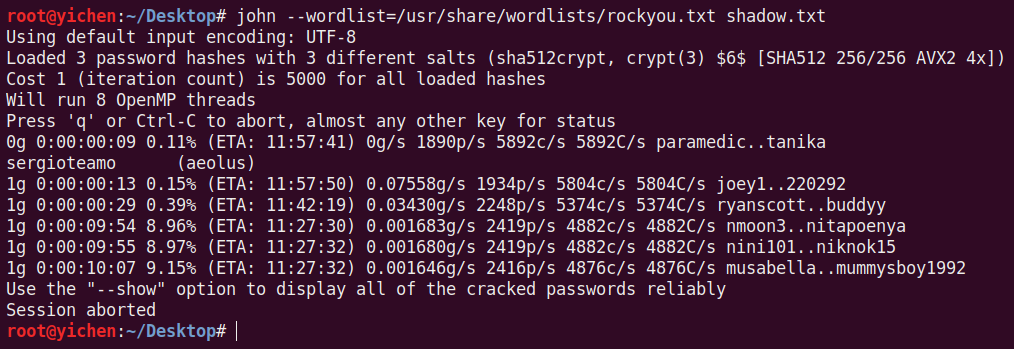 root@yichen:~/Desktop# john --wordlist=/usr/share/wordlists/rockyou.txt shadow.txt
Using default input encoding: UTF-8
Loaded 3 password hashes with 3 different salts (sha512crypt, crypt(3) $6$ [SHA512 256/256 AVX2 4x])
Cost 1 (iteration count) is 5000 for all loaded hashes
Will run 8 OpenMP threads
Press 'q' or Ctrl-C to abort, almost any other key for status
0g 0:00:00:09 0.11% (ETA: 11:57:41) 0g/s 1890p/s 5892c/s 5892C/s paramedic..tanika
sergioteamo      (aeolus)
1g 0:00:00:13 0.15% (ETA: 11:57:50) 0.07558g/s 1934p/s 5804c/s 5804C/s joey1..220292
1g 0:00:00:29 0.39% (ETA: 11:42:19) 0.03430g/s 2248p/s 5374c/s 5374C/s ryanscott..buddyy
1g 0:00:09:54 8.96% (ETA: 11:27:30) 0.001683g/s 2419p/s 4882c/s 4882C/s nmoon3..nitapoenya
1g 0:00:09:55 8.97% (ETA: 11:27:32) 0.001680g/s 2419p/s 4882c/s 4882C/s nini101..niknok15
1g 0:00:10:07 9.15% (ETA: 11:27:32) 0.001646g/s 2416p/s 4876c/s 4876C/s musabella..mummysboy1992
Use the "--show" option to display all of the cracked passwords reliably
Session aborted
root@yichen:~/Desktop#